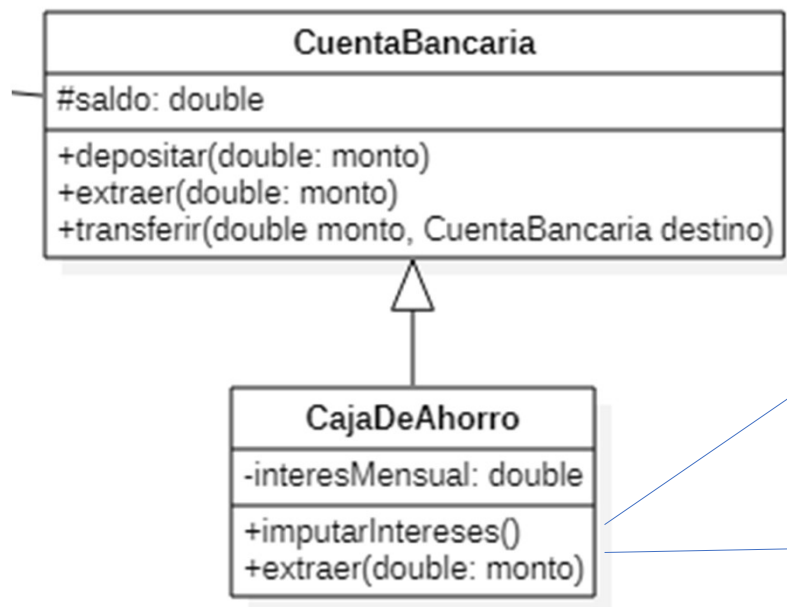 CuentaBancaria
#saldo: double
+depositar(double: monto)
+extraer(double: monto)
+transferir(double monto, CuentaBancaria destino)
CajaDeAhorro
-interesMensual: double
+imputarIntereses()
+extraer(double: monto)